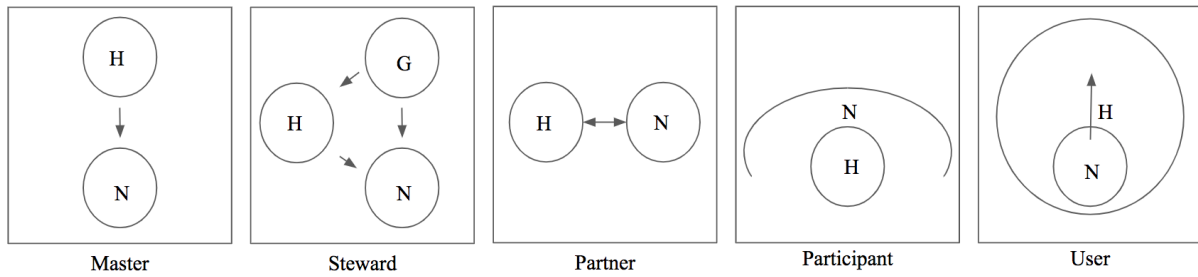 H
N
Master
G
H
N
Steward
H N
Partner
N
H
Participant
H
N
User